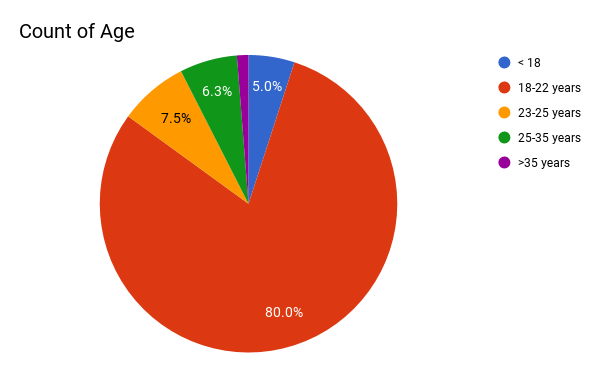 Count of Age
< 18
18-22 years
23-25 years
25-35 years
>35 years
5.0%
6.3%
7.5%
80.0%